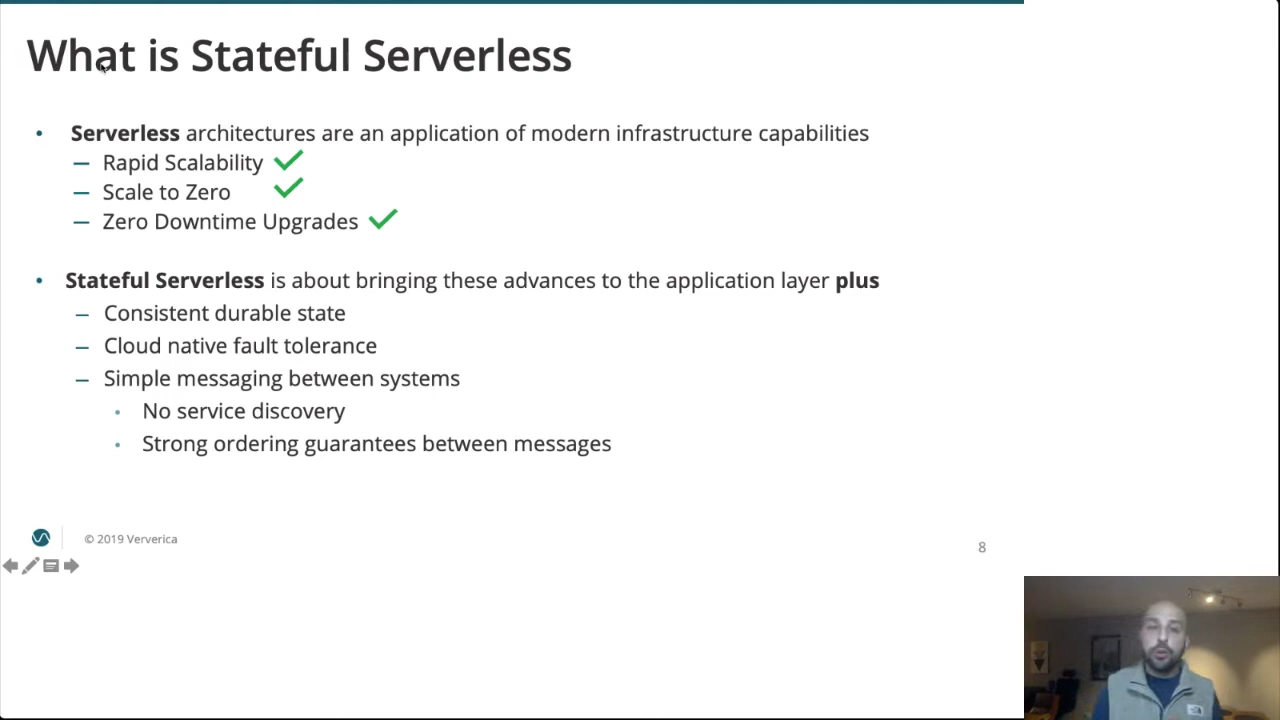 What is Stateful Serverless
• Serverless architectures are an application of modern infrastructure capabilities
– Rapid Scalability
– Scale to Zero
– Zero Downtime Upgrades
• Stateful Serverless is about bringing these advances to the application layer plus
– Consistent durable state
– Cloud native fault tolerance
– Simple messaging between systems
• No service discovery
• Strong ordering guarantees between messages
© 2019 Ververica
8